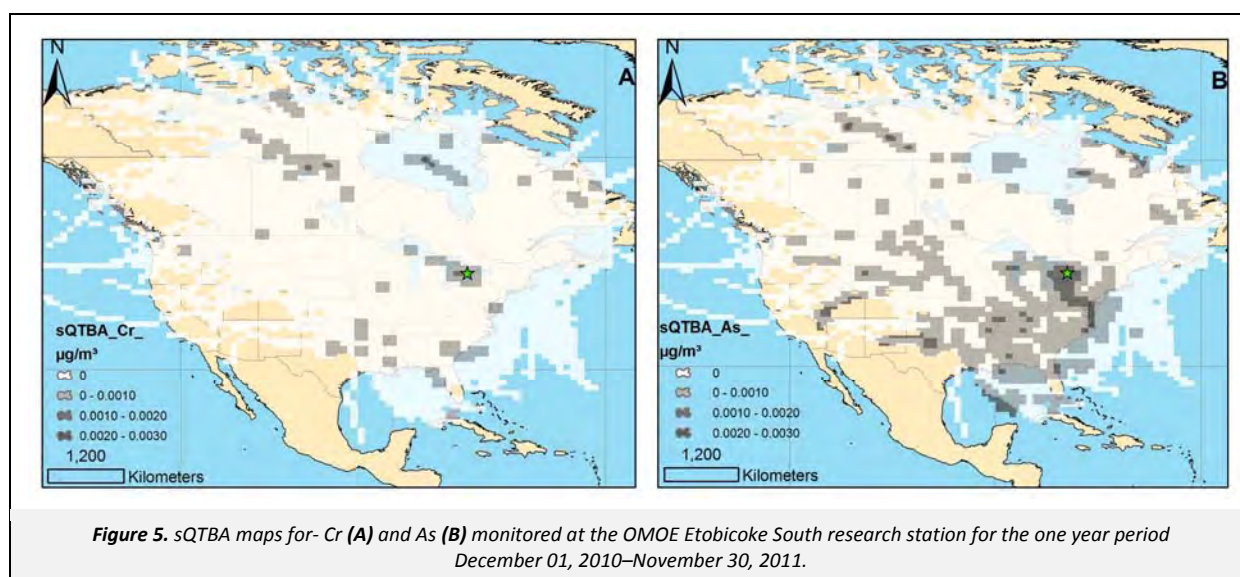 N
A
sQTBA_Cr_
µg/m³
0
0 - 0.0010
0.0010 - 0.0020
0.0020 - 0.0030
1,200
Kilometers
N
B
sQTBA_As_
µg/m³
0
0 - 0.0010
0.0010 - 0.0020
0.0020 - 0.0030
1,200
Kilometers
Figure 5. sQTBA maps for- Cr (A) and As (B) monitored at the OMOE Etobicoke South research station for the one year period
December 01, 2010–November 30, 2011.